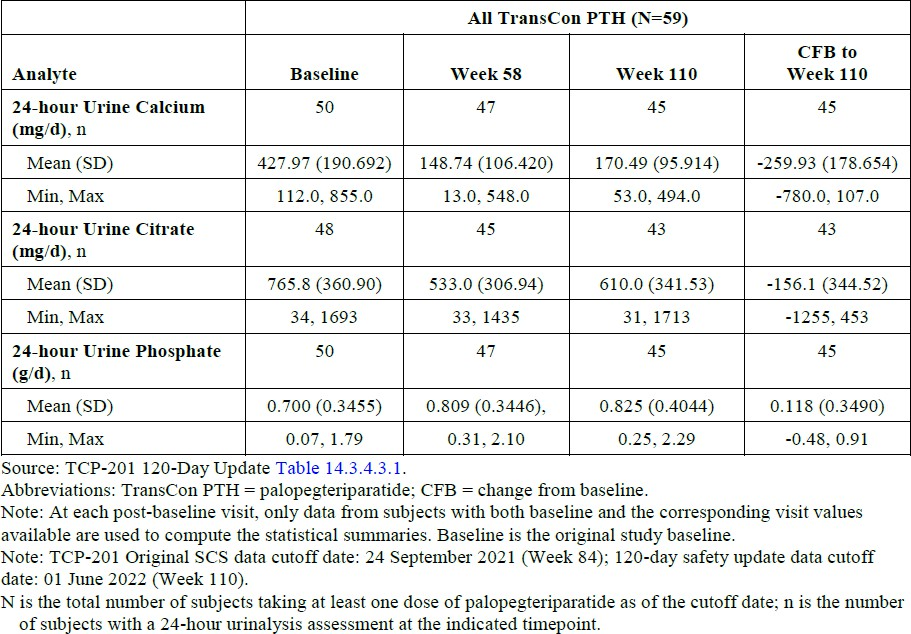 All TransCon PTH (N=59)
Analyte Baseline Week 58 Week 110 CFB to
Week 110
24-hour Urine Calcium 50 47 45 45
(mg/d), n
Mean (SD) 427.97 (190.692) 148.74 (106.420) 170.49 (95.914) -259.93 (178.654)
Min, Max 112.0, 855.0 13.0, 548.0 53.0, 494.0 -780.0, 107.0
24-hour Urine Citrate 48 45 43 43
(mg/d), n
Mean (SD) 765.8 (360.90) 533.0 (306.94) 610.0 (341.53) -156.1 (344.52)
Min, Max 34, 1693 33, 1435 31, 1713 -1255, 453
24-hour Urine Phosphate 50 47 45 45
(g/d), n
Mean (SD) 0.700 (0.3455) 0.809 (0.3446), 0.825 (0.4044) 0.118 (0.3490)
Min, Max 0.07, 1.79 0.31, 2.10 0.25, 2.29 -0.48, 0.91
Source: TCP-201 120-Day Update Table 14.3.4.3.1.
Abbreviations: TransCon PTH = palopegteriparatide; CFB = change from baseline.
Note: At each post-baseline visit, only data from subjects with both baseline and the corresponding visit values
available are used to compute the statistical summaries. Baseline is the original study baseline.
Note: TCP-201 Original SCS data cutoff date: 24 September 2021 (Week 84); 120-day safety update data cutoff
date: 01 June 2022 (Week 110).
N is the total number of subjects taking at least one dose of palopegteriparatide as of the cutoff date; n is the number
of subjects with a 24-hour urinalysis assessment at the indicated timepoint.